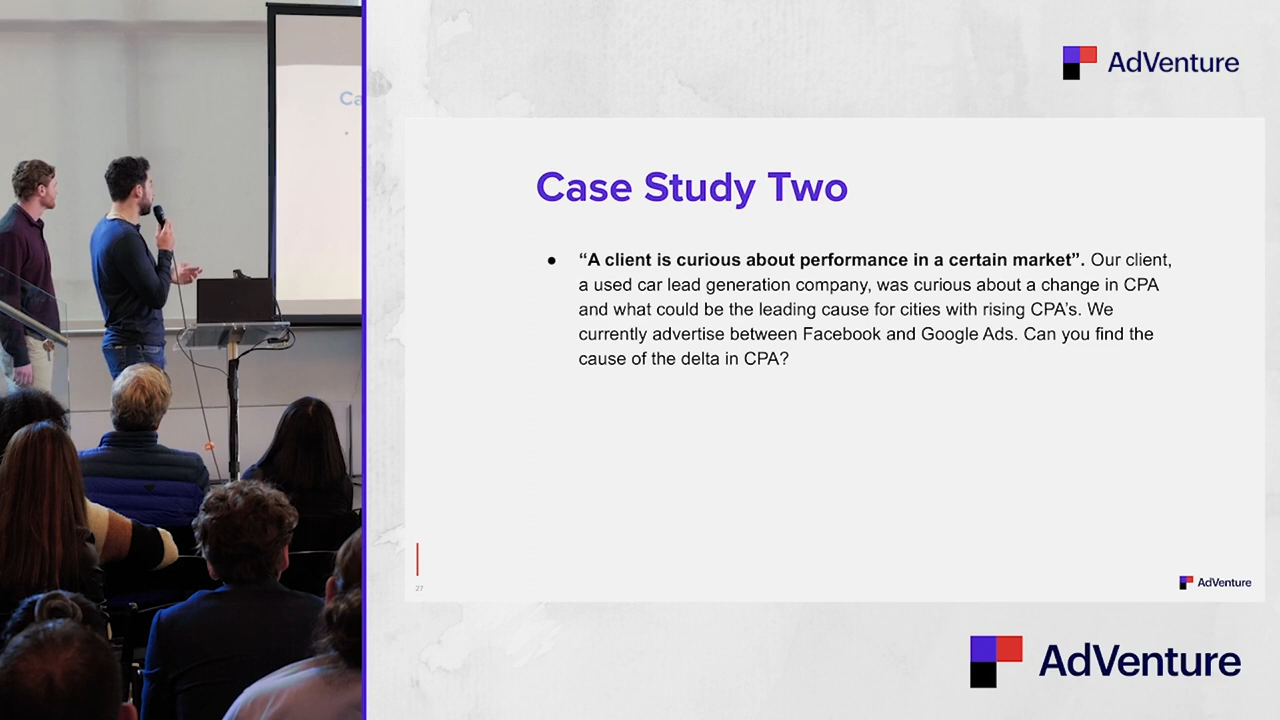 Ca
AdVenture
Case Study Two
● “A client is curious about performance in a certain market”. Our client,
a used car lead generation company, was curious about a change in CPA
and what could be the leading cause for cities with rising CPA’s. We
currently advertise between Facebook and Google Ads. Can you find the
cause of the delta in CPA?
27
AdVenture
AdVenture